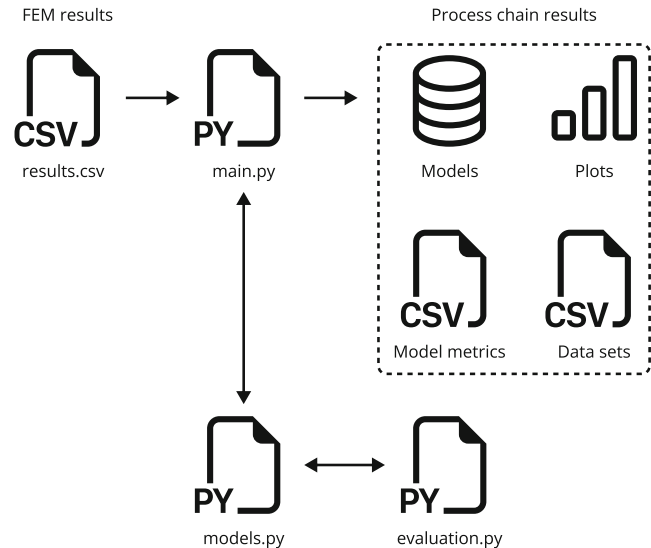 FEM results
Process chain results
CSV
PY
results.csv
main.py
Models
Plots
CSV
CSV
Model metrics
Data sets
PY
PY
models.py
evaluation.py